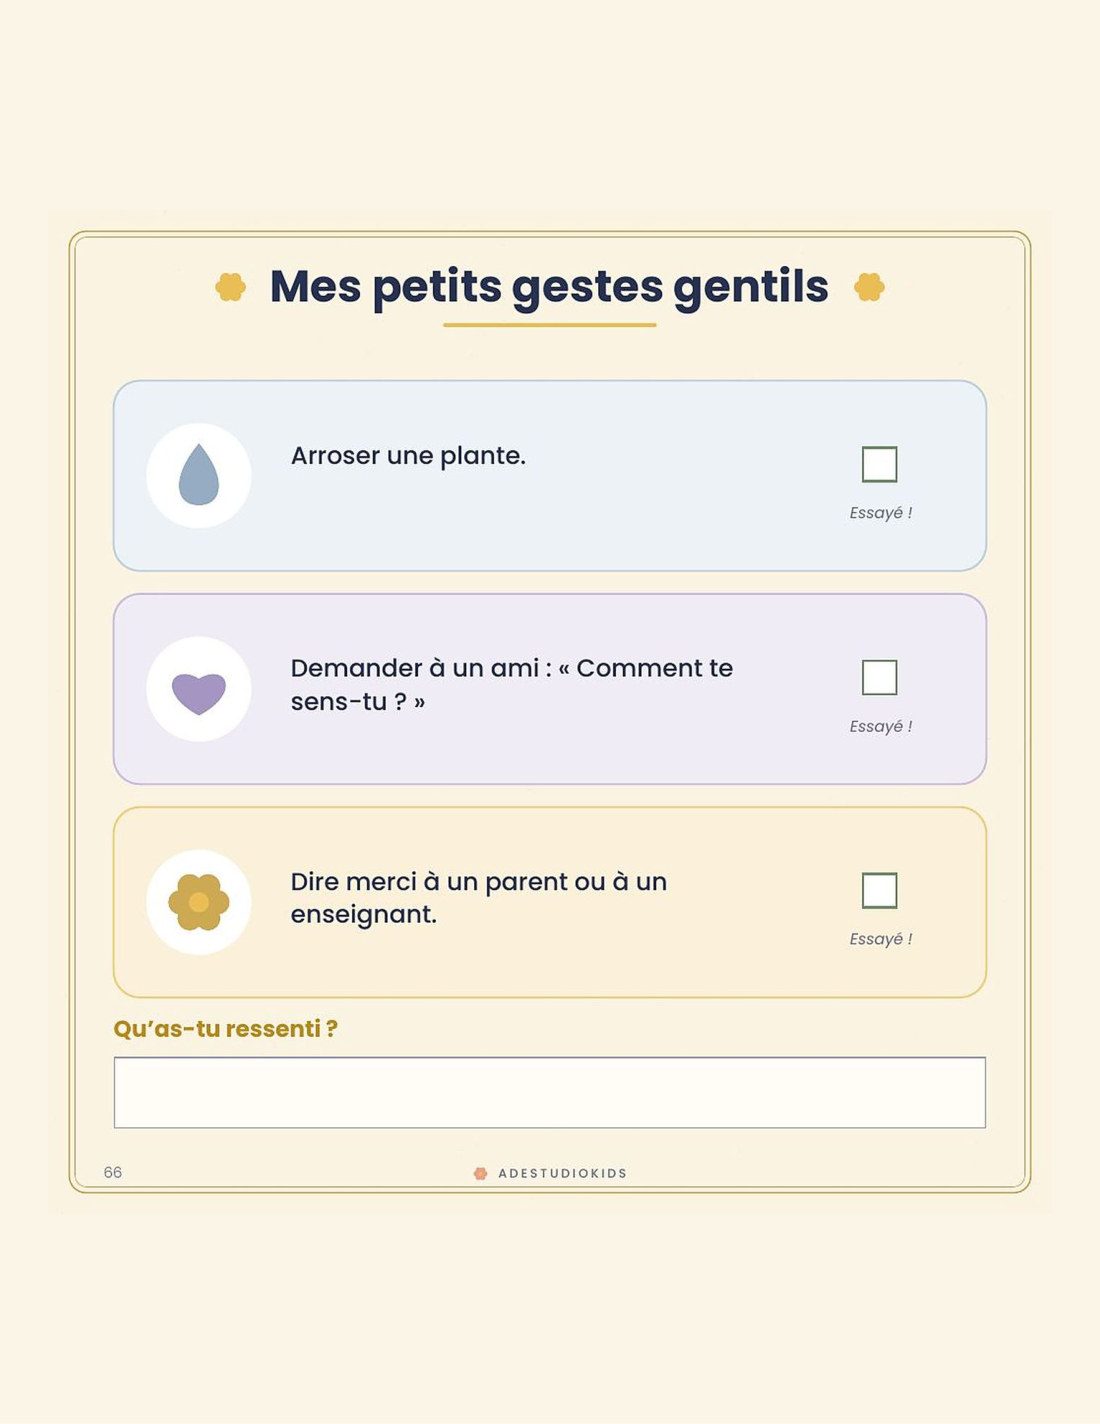 Mes petits gestes gentils
Arroser une plante.
Essayé !
Demander à un ami : « Comment te
sens-tu ? »
Essayé !
Dire merci à un parent ou à un
enseignant.
Essayé !
Qu’as-tu ressenti ?
66
ADESTUDIOKIDS